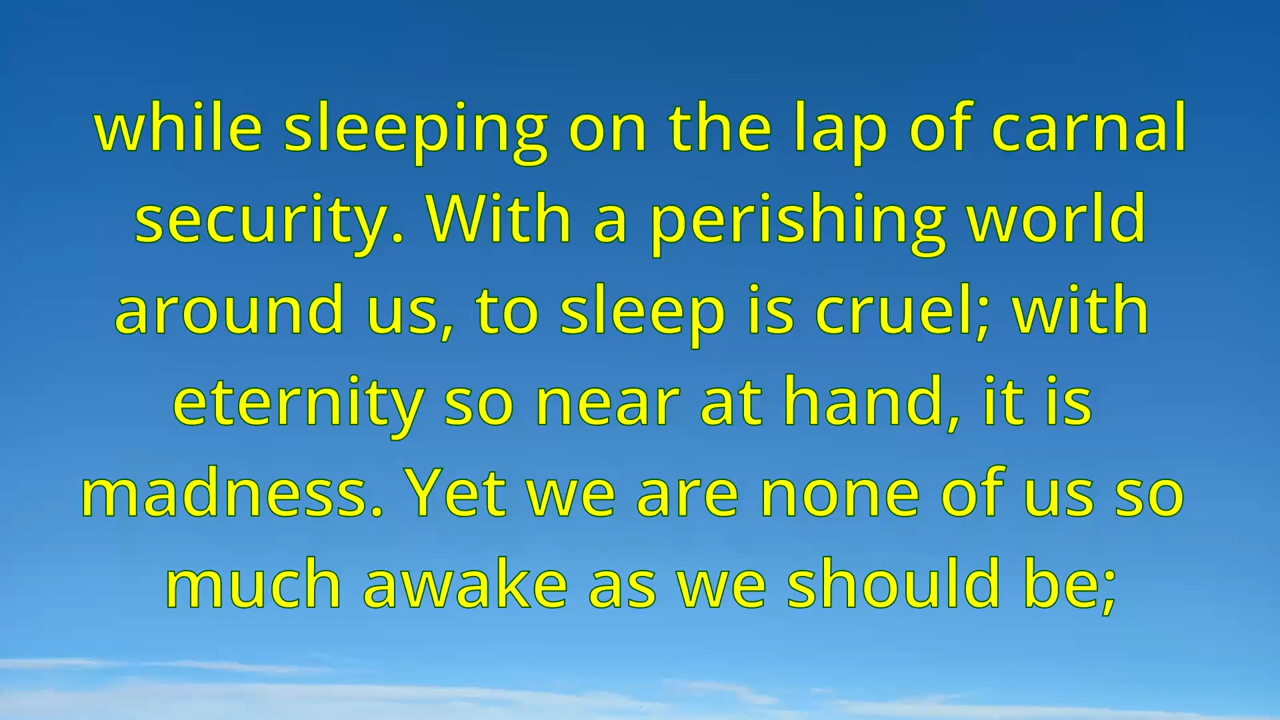 while sleeping on the lap of carnal
security. With a perishing world
around us, to sleep is cruel; with
eternity so near at hand, it is
madness. Yet we are none of us so
much awake as we should be;